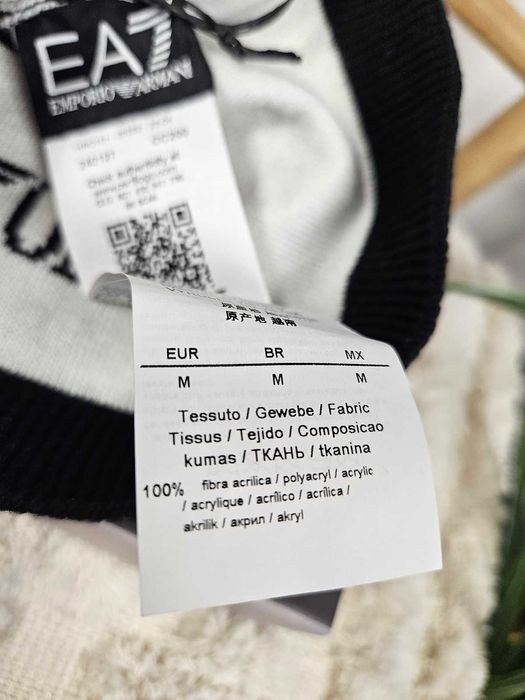 EA7
EMPORIO ARMANI
原产地 越南
EUR BR MX
M M M
Tessuto / Gewebe / Fabric
Tissus / Tejido / Composicao
kumas / TKAHЬ / tkanina
100% fibra acrilica / polyacryl / acrylic
/ acrylique / acrílico / acrílica /
akrilik / акрил / akryl